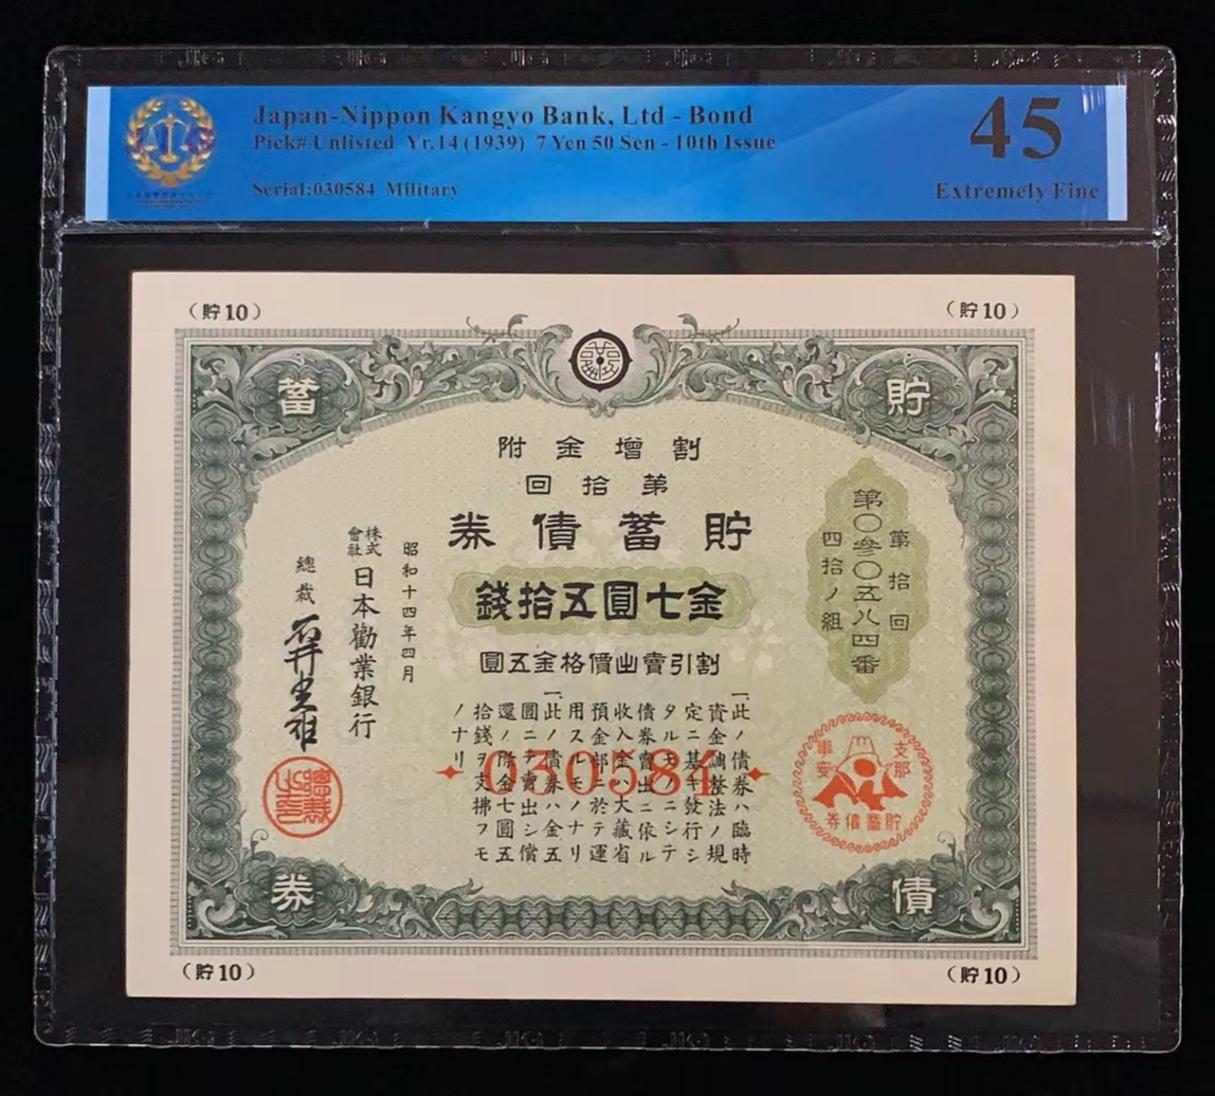 Japan-Nippon Kangyo Bank, Ltd - Bond
Pick# Unlisted Yr.14 (1939) 7 Yen 50 Sen - 10th Issue
Serial:030584 Military
45
Extremely Fine
（貯10）
（貯10）
貯
蓄
割增金附
第拾回
貯蓄債券
金七圓五拾錢
割引賣出價格金五圓
第拾回
第〇參〇五八四番
四拾ノ組
一、此ノ債券ハ臨時
資金調整法ノ規
定ニ基キ發行シ
タルモノニシテ
債券賣出ニ依ル
收入金ハ大藏省
預金部ニ於テ運
用スルモノナリ
一、此ノ債券ハ金五
圓ニテ賣出シ償
還ノ際金七圓五
拾錢ヲ支拂フモ
ノナリ
030584
昭和十四年四月
株式會社
日本勸業銀行
總裁
支那
事變
貯蓄債券
債
券
（貯10）
（貯10）